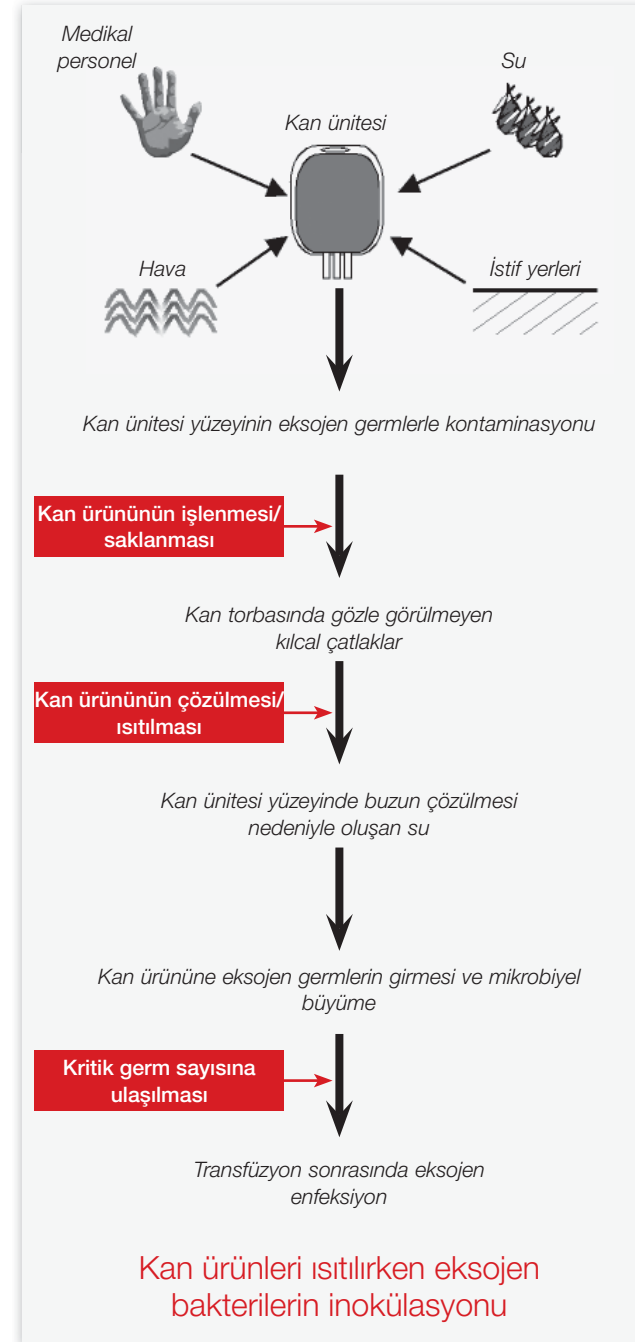 Medikal
personel
Su
Kan ünitesi
Hava
İstif yerleri
Kan ünitesi yüzeyinin eksojen germlerle kontaminasyonu
Kan ürününün işlenmesi/
saklanması
Kan torbasında gözle görülmeyen
kılcal çatlaklar
Kan ürününün çözülmesi/
ısıtılması
Kan ünitesi yüzeyinde buzun çözülmesi
nedeniyle oluşan su
Kan ürününe eksojen germlerin girmesi ve mikrobiyel
büyüme
Kritik germ sayısına
ulaşılması
Transfüzyon sonrasında eksojen
enfeksiyon
Kan ürünleri ısıtılırken eksojen
bakterilerin inokülasyonu